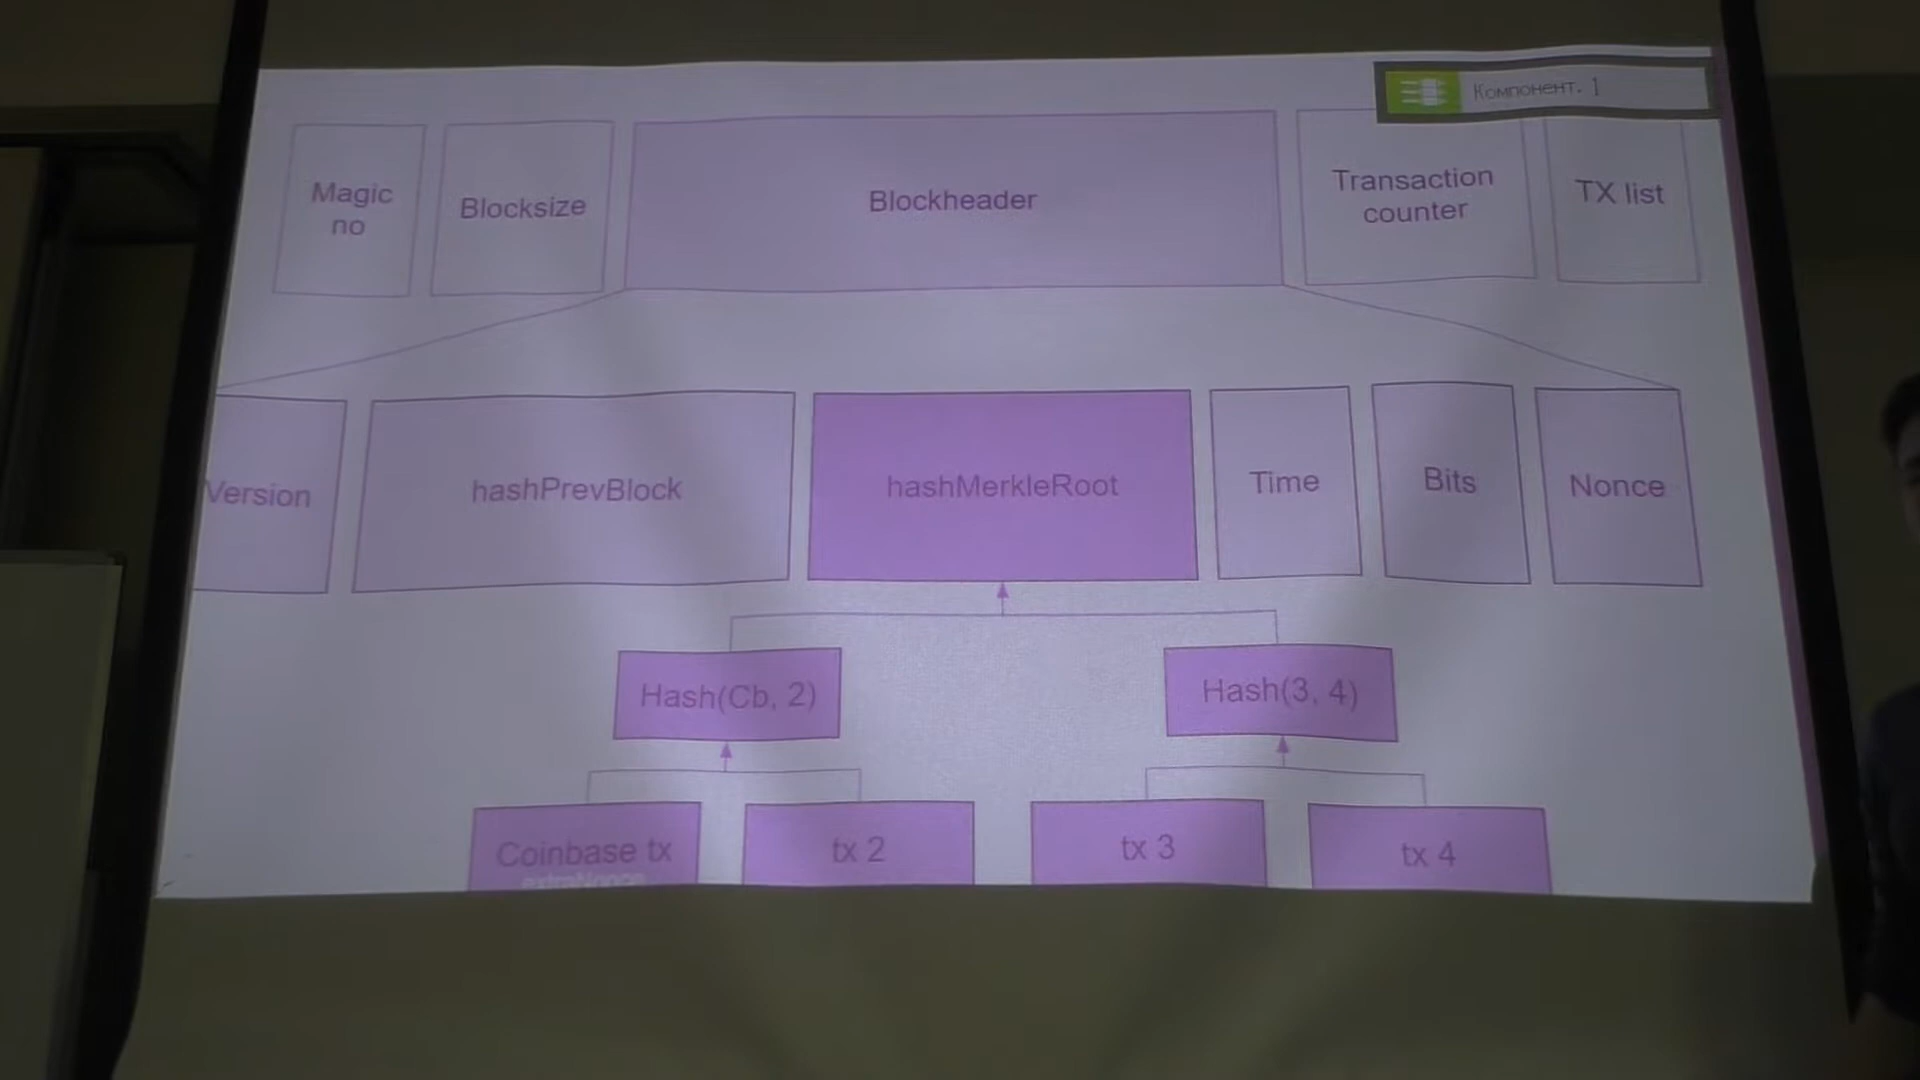 Компонент. 1
Magic
no
Blocksize
Blockheader
Transaction
counter
TX list
Version
hashPrevBlock
hashMerkleRoot
Time
Bits
Nonce
Hash(Cb, 2)
Hash(3, 4)
Coinbase tx
extraNonce
tx 2
tx 3
tx 4